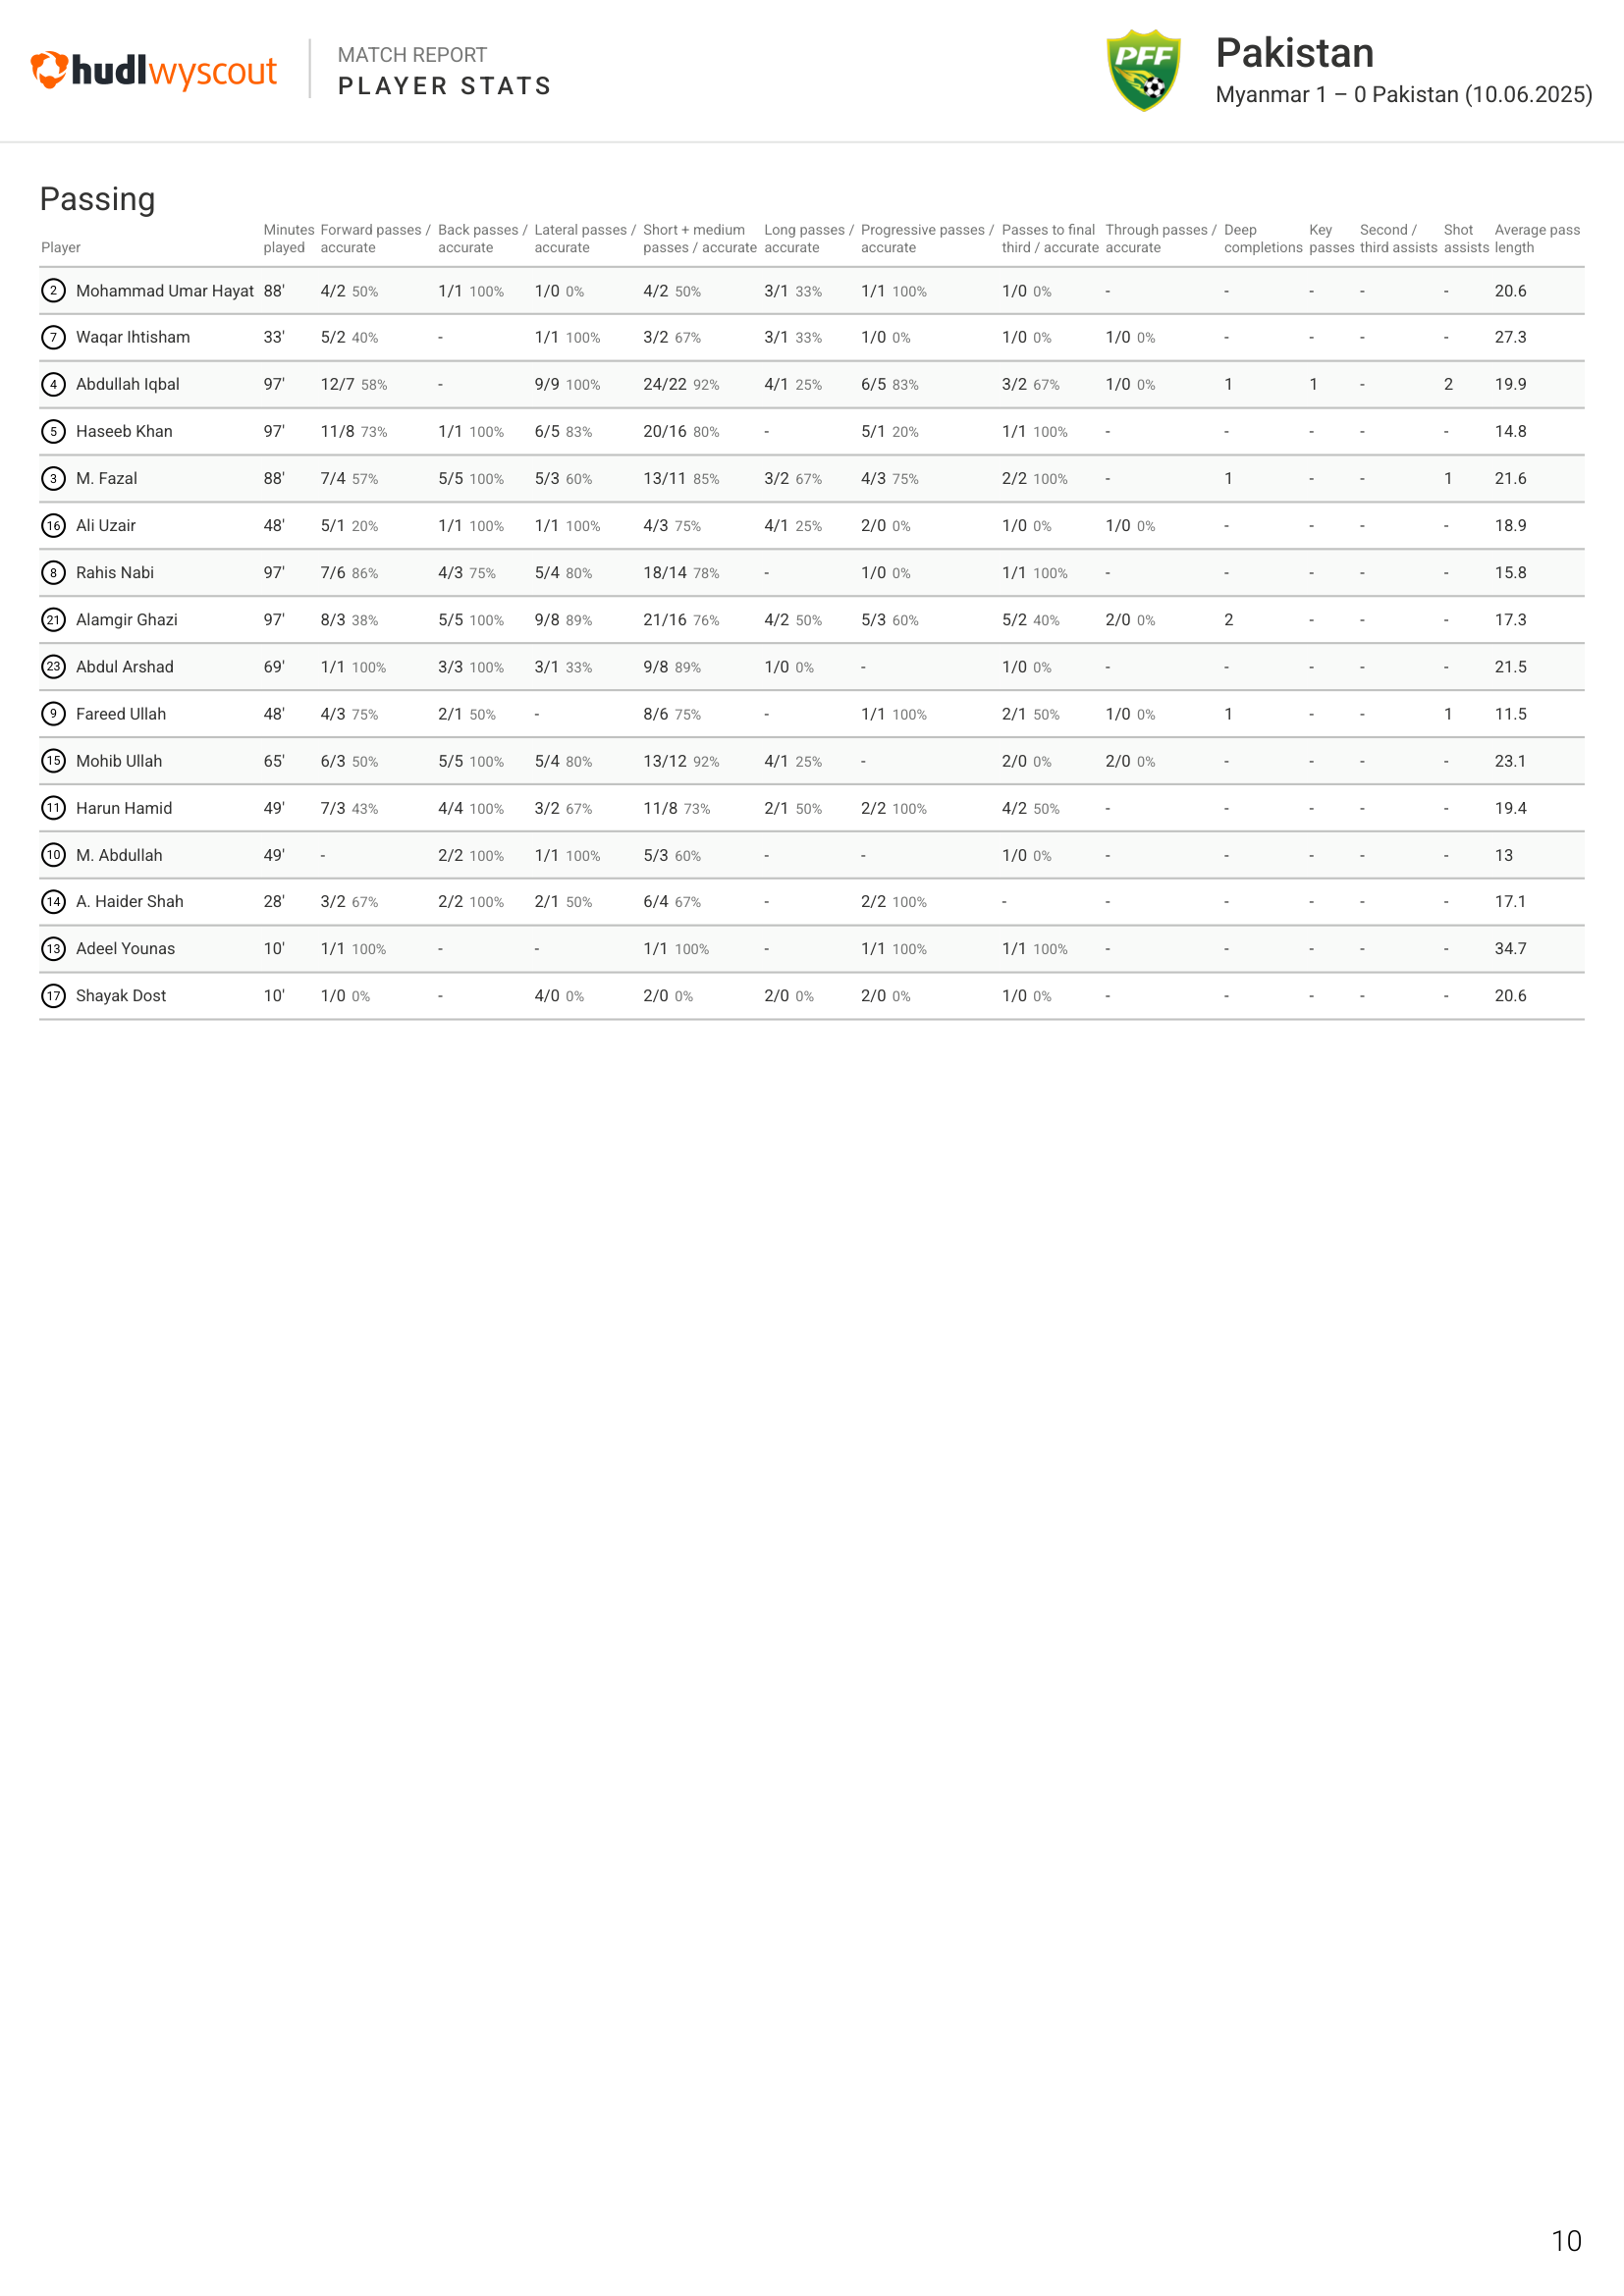 hudlwyscout
MATCH REPORT
PLAYER STATS
PFF
Pakistan
Myanmar 1 – 0 Pakistan (10.06.2025)
Passing
Player Minutes played Forward passes / accurate Back passes / accurate Lateral passes / accurate Short + medium passes / accurate Long passes / accurate Progressive passes / accurate Passes to final third / accurate Through passes / accurate Deep completions Key passes Second / third assists Shot assists Average pass length
2 Mohammad Umar Hayat 88' 4/2 50% 1/1 100% 1/0 0% 4/2 50% 3/1 33% 1/1 100% 1/0 0% - - - - - 20.6
7 Waqar Ihtisham 33' 5/2 40% - 1/1 100% 3/2 67% 3/1 33% 1/0 0% 1/0 0% 1/0 0% - - - - 27.3
4 Abdullah Iqbal 97' 12/7 58% - 9/9 100% 24/22 92% 4/1 25% 6/5 83% 3/2 67% 1/0 0% 1 1 - 2 19.9
5 Haseeb Khan 97' 11/8 73% 1/1 100% 6/5 83% 20/16 80% - 5/1 20% 1/1 100% - - - - - 14.8
3 M. Fazal 88' 7/4 57% 5/5 100% 5/3 60% 13/11 85% 3/2 67% 4/3 75% 2/2 100% - 1 - - 1 21.6
16 Ali Uzair 48' 5/1 20% 1/1 100% 1/1 100% 4/3 75% 4/1 25% 2/0 0% 1/0 0% 1/0 0% - - - - 18.9
8 Rahis Nabi 97' 7/6 86% 4/3 75% 5/4 80% 18/14 78% - 1/0 0% 1/1 100% - - - - - 15.8
21 Alamgir Ghazi 97' 8/3 38% 5/5 100% 9/8 89% 21/16 76% 4/2 50% 5/3 60% 5/2 40% 2/0 0% 2 - - - 17.3
23 Abdul Arshad 69' 1/1 100% 3/3 100% 3/1 33% 9/8 89% 1/0 0% - 1/0 0% - - - - - 21.5
9 Fareed Ullah 48' 4/3 75% 2/1 50% - 8/6 75% - 1/1 100% 2/1 50% 1/0 0% 1 - - 1 11.5
15 Mohib Ullah 65' 6/3 50% 5/5 100% 5/4 80% 13/12 92% 4/1 25% - 2/0 0% 2/0 0% - - - - 23.1
11 Harun Hamid 49' 7/3 43% 4/4 100% 3/2 67% 11/8 73% 2/1 50% 2/2 100% 4/2 50% - - - - - 19.4
10 M. Abdullah 49' - 2/2 100% 1/1 100% 5/3 60% - - 1/0 0% - - - - - 13
14 A. Haider Shah 28' 3/2 67% 2/2 100% 2/1 50% 6/4 67% - 2/2 100% - - - - - - 17.1
13 Adeel Younas 10' 1/1 100% - - 1/1 100% - 1/1 100% 1/1 100% - - - - - 34.7
17 Shayak Dost 10' 1/0 0% - 4/0 0% 2/0 0% 2/0 0% 2/0 0% 1/0 0% - - - - - 20.6
10